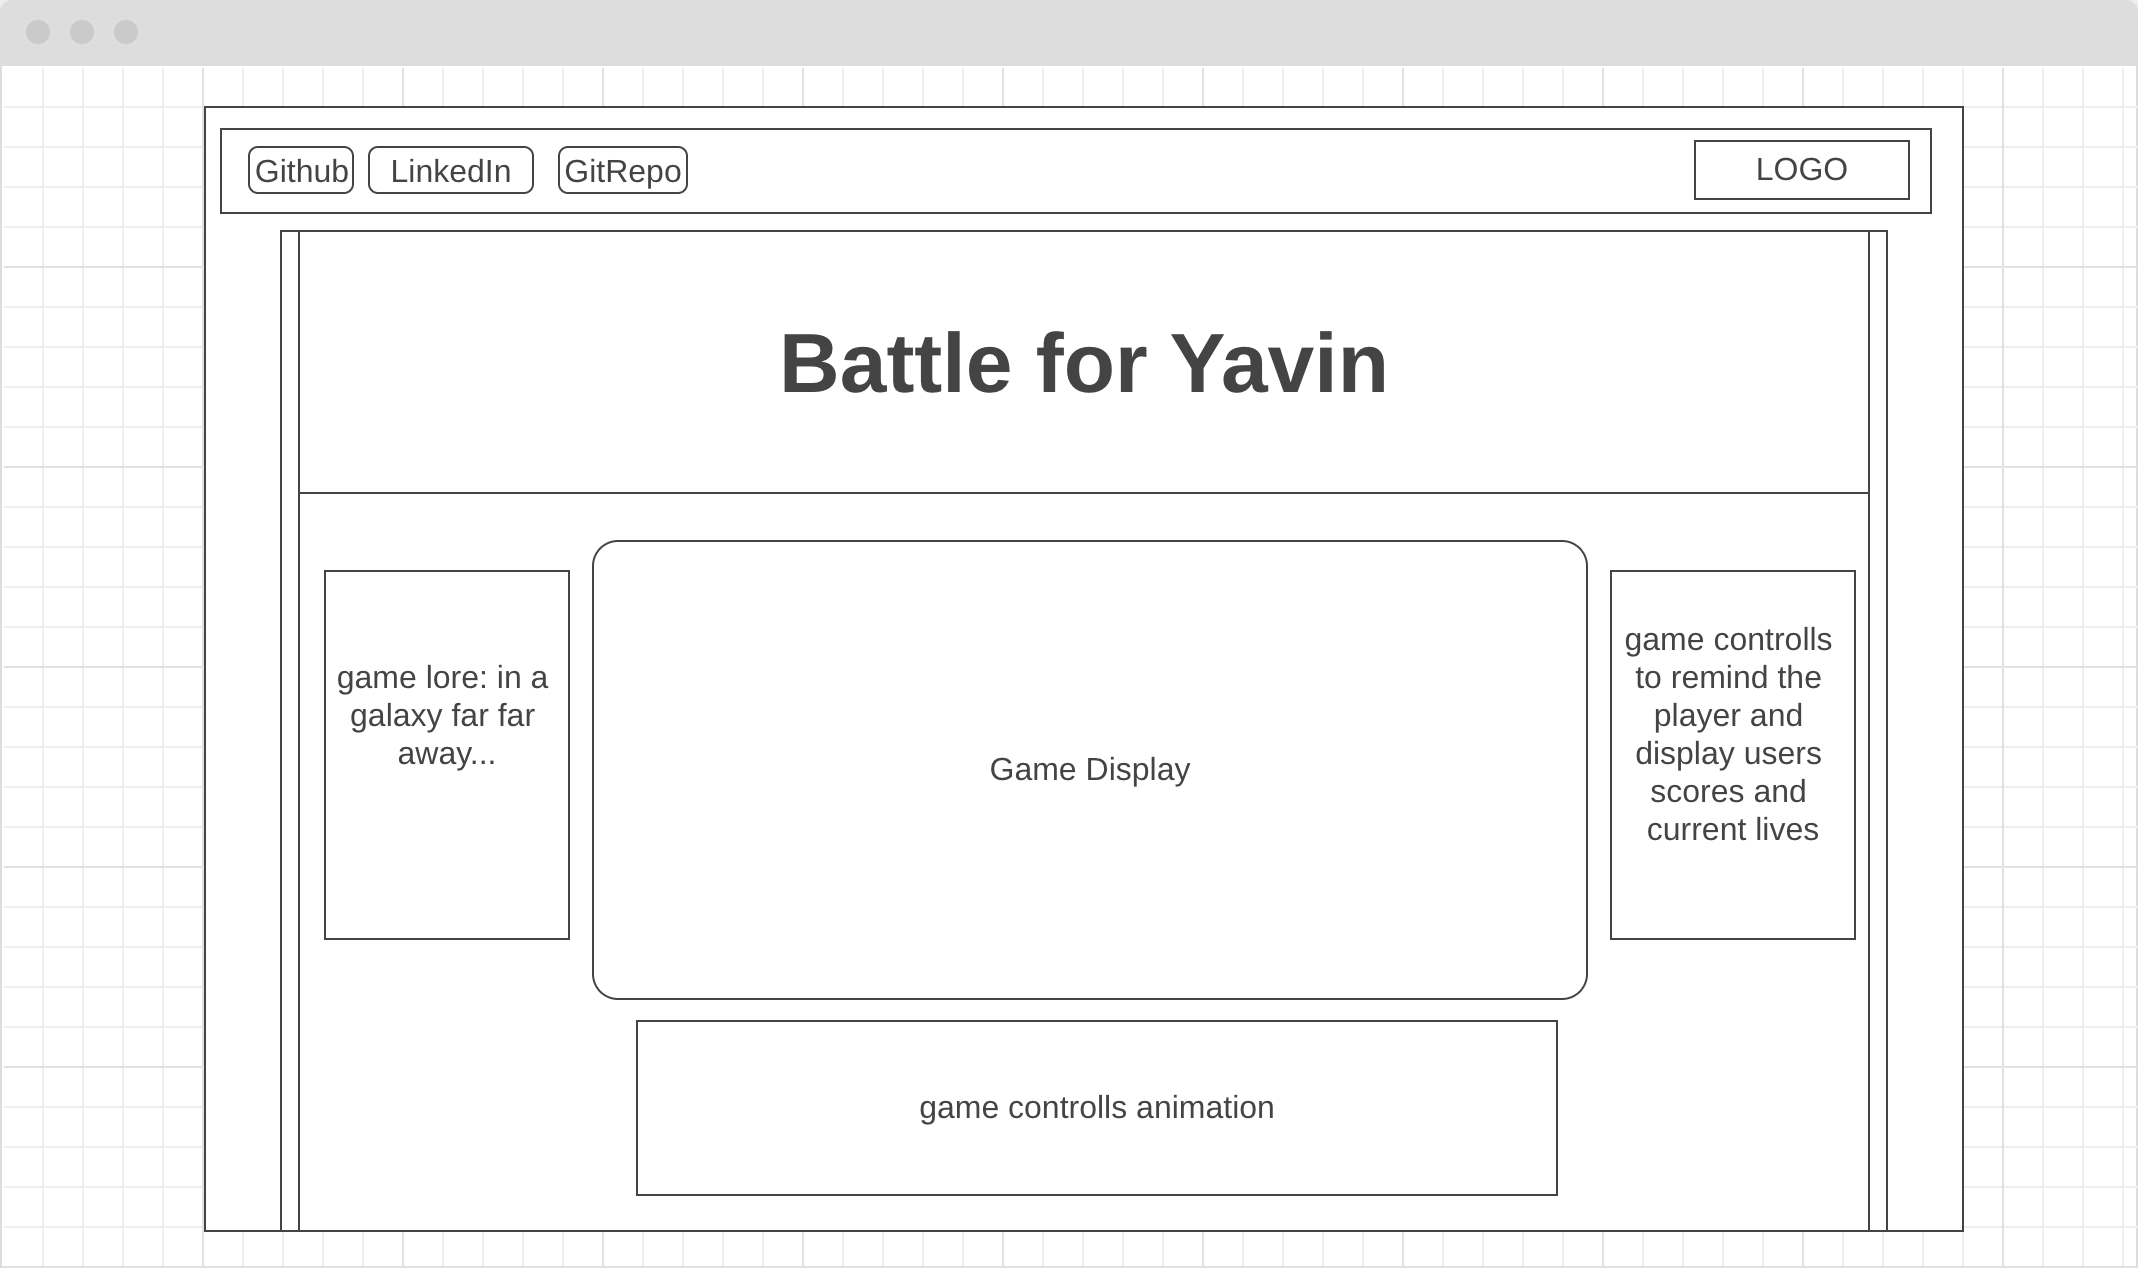 Github
LinkedIn
GitRepo
LOGO
Battle for Yavin
game lore: in a
galaxy far far
away...
Game Display
game controlls
to remind the
player and
display users
scores and
current lives
game controlls animation